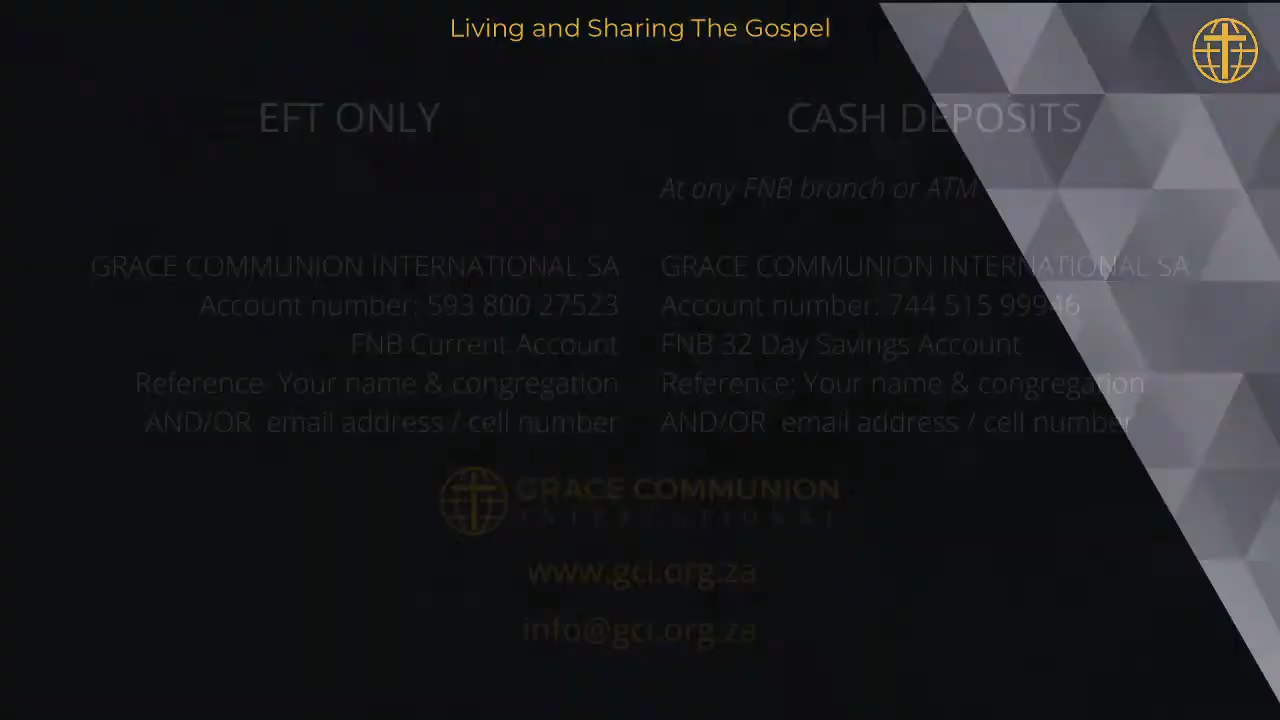 Living and Sharing The Gospel
EFT ONLY
GRACE COMMUNION INTERNATIONAL SA
Account number: 593 800 27523
FNB Current Account
Reference: Your name & congregation
AND/OR email address / cell number
CASH DEPOSITS
At any FNB branch or ATM
GRACE COMMUNION INTERNATIONAL SA
Account number: 744 515 99946
FNB 32 Day Savings Account
Reference: Your name & congregation
AND/OR email address / cell number
GRACE COMMUNION
INTERNATIONAL
www.gci.org.za
info@gci.org.za